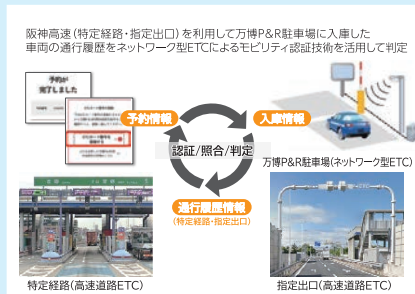 阪神高速(特定経路・指定出口)を利用して万博P&R駐車場に入庫した
車両の通行履歴をネットワーク型ETCによるモビリティ認証技術を活用して判定
予約が
完了しました
予約情報
入庫情報
認証/照合/判定
万博P&R駐車場(ネットワーク型ETC)
通行履歴情報
(特定経路・指定出口)
特定経路(高速道路ETC)
指定出口(高速道路ETC)